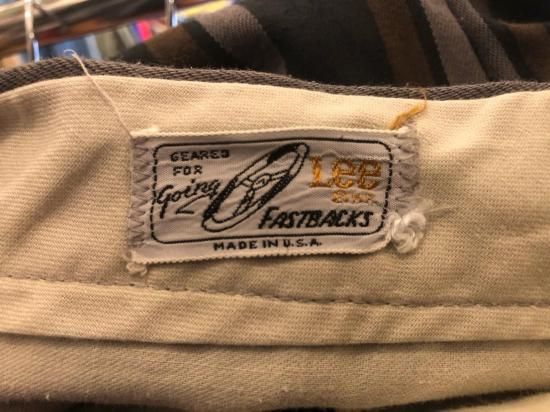 GEARED
FOR
Going
Lee
FASTBACKS
MADE IN U.S.A.